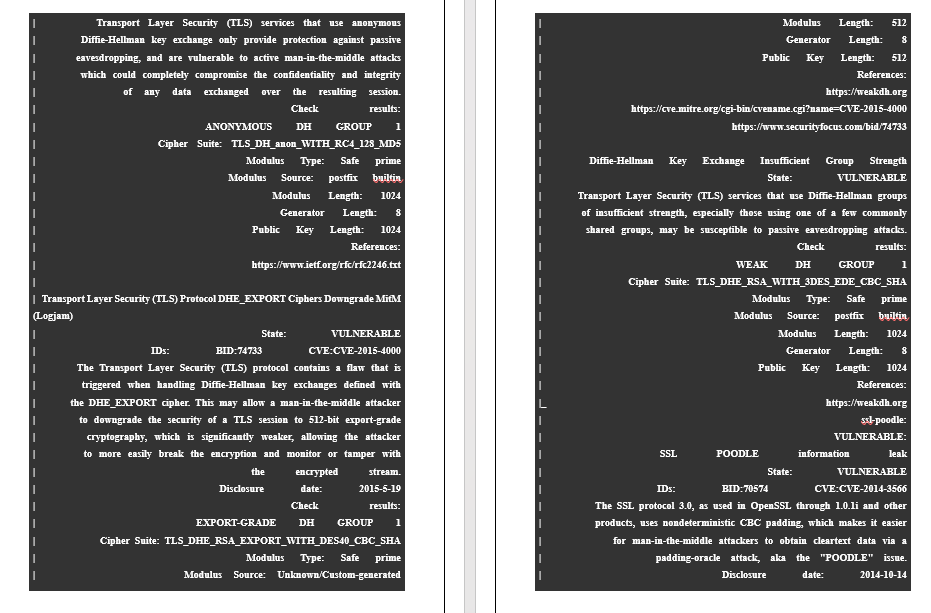 | Transport Layer Security (TLS) services that use anonymous
| Diffie-Hellman key exchange only provide protection against passive
| eavesdropping, and are vulnerable to active man-in-the-middle attacks
| which could completely compromise the confidentiality and integrity
| of any data exchanged over the resulting session.
| Check results:
| ANONYMOUS DH GROUP 1
| Cipher Suite: TLS_DH_anon_WITH_RC4_128_MD5
| Modulus Type: Safe prime
| Modulus Source: postfix builtin
| Modulus Length: 1024
| Generator Length: 8
| Public Key Length: 1024
| References:
| https://www.ietf.org/rfc/rfc2246.txt
|
| Transport Layer Security (TLS) Protocol DHE_EXPORT Ciphers Downgrade MitM
(Logjam)
| State: VULNERABLE
| IDs: BID:74733 CVE:CVE-2015-4000
| The Transport Layer Security (TLS) protocol contains a flaw that is
| triggered when handling Diffie-Hellman key exchanges defined with
| the DHE_EXPORT cipher. This may allow a man-in-the-middle attacker
| to downgrade the security of a TLS session to 512-bit export-grade
| cryptography, which is significantly weaker, allowing the attacker
| to more easily break the encryption and monitor or tamper with
| the encrypted stream.
| Disclosure date: 2015-5-19
| Check results:
| EXPORT-GRADE DH GROUP 1
| Cipher Suite: TLS_DHE_RSA_EXPORT_WITH_DES40_CBC_SHA
| Modulus Type: Safe prime
| Modulus Source: Unknown/Custom-generated
| Modulus Length: 512
| Generator Length: 8
| Public Key Length: 512
| References:
| https://weakdh.org
| https://cve.mitre.org/cgi-bin/cvename.cgi?name=CVE-2015-4000
| https://www.securityfocus.com/bid/74733
|
| Diffie-Hellman Key Exchange Insufficient Group Strength
| State: VULNERABLE
| Transport Layer Security (TLS) services that use Diffie-Hellman groups
| of insufficient strength, especially those using one of a few commonly
| shared groups, may be susceptible to passive eavesdropping attacks.
| Check results:
| WEAK DH GROUP 1
| Cipher Suite: TLS_DHE_RSA_WITH_3DES_EDE_CBC_SHA
| Modulus Type: Safe prime
| Modulus Source: postfix builtin
| Modulus Length: 1024
| Generator Length: 8
| Public Key Length: 1024
| References:
|_ https://weakdh.org
| ssl-poodle:
| VULNERABLE:
| SSL POODLE information leak
| State: VULNERABLE
| IDs: BID:70574 CVE:CVE-2014-3566
| The SSL protocol 3.0, as used in OpenSSL through 1.0.1i and other
| products, uses nondeterministic CBC padding, which makes it easier
| for man-in-the-middle attackers to obtain cleartext data via a
| padding-oracle attack, aka the "POODLE" issue.
| Disclosure date: 2014-10-14